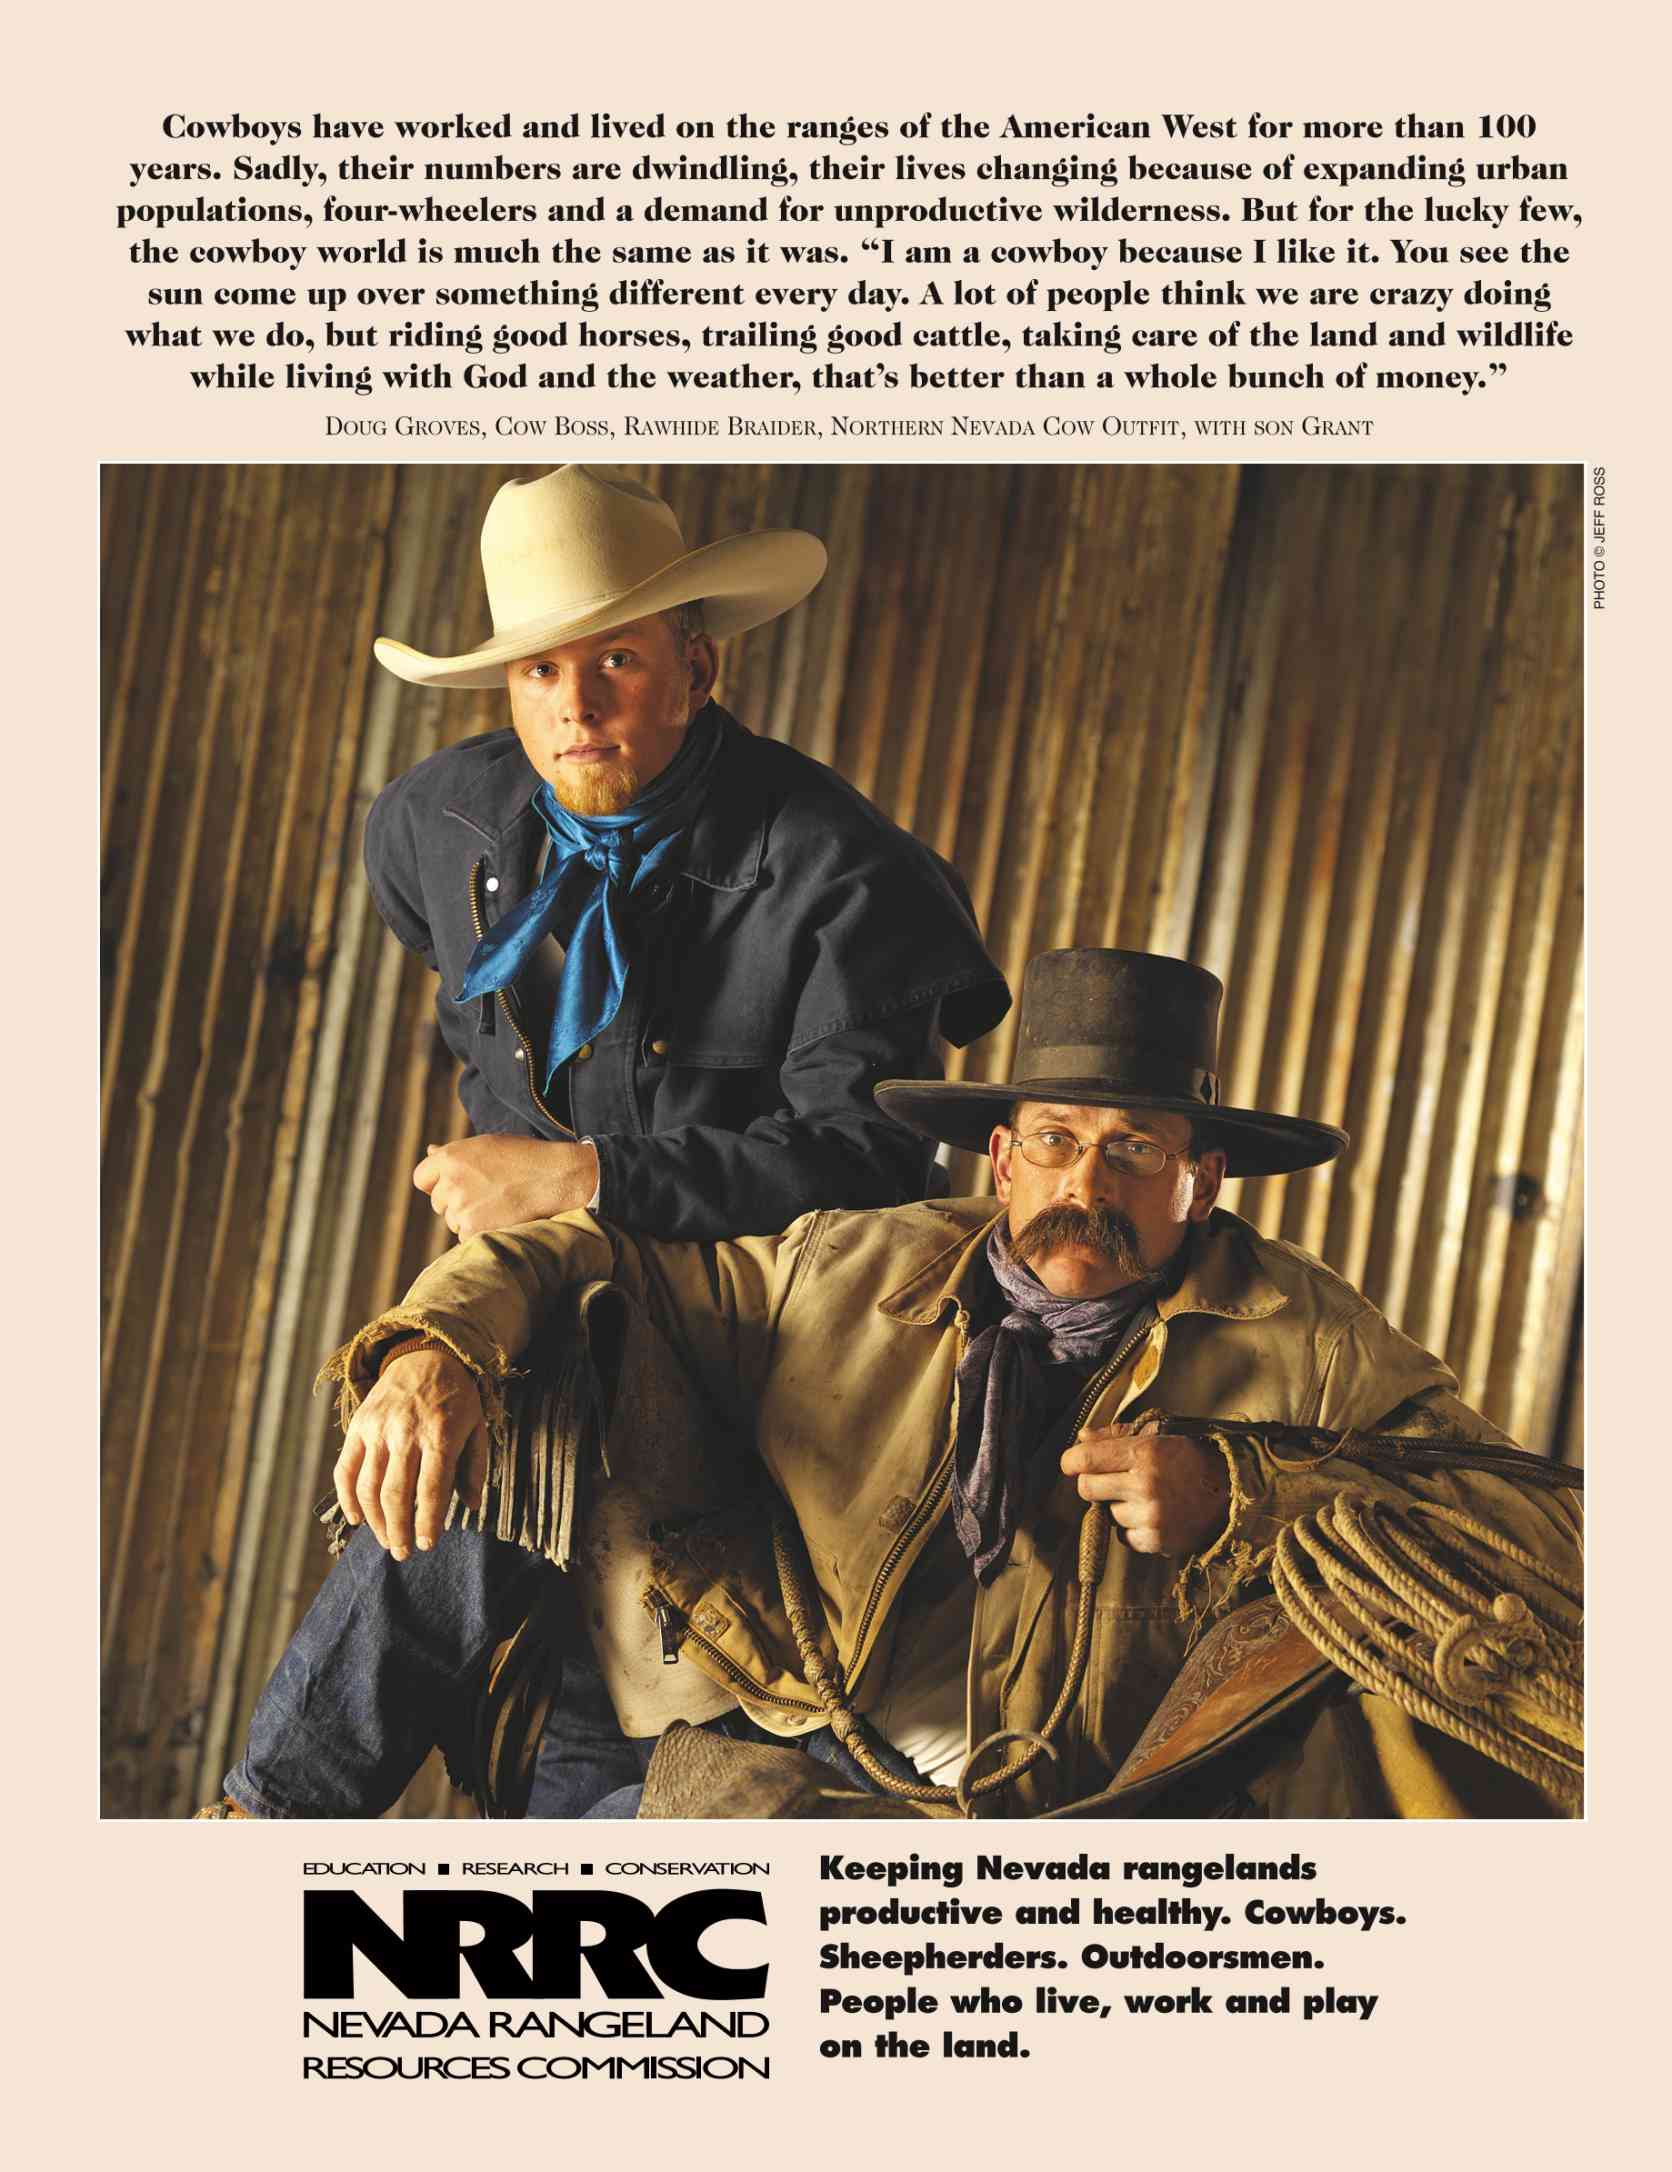 Cowboys have worked and lived on the ranges of the American West for more than 100
years. Sadly, their numbers are dwindling, their lives changing because of expanding urban
populations, four-wheelers and a demand for unproductive wilderness. But for the lucky few,
the cowboy world is much the same as it was. “I am a cowboy because I like it. You see the
sun come up over something different every day. A lot of people think we are crazy doing
what we do, but riding good horses, trailing good cattle, taking care of the land and wildlife
while living with God and the weather, that’s better than a whole bunch of money.”
Doug Groves, Cow Boss, Rawhide Braider, Northern Nevada Cow Outfit, with son Grant
PHOTO © JEFF ROSS
EDUCATION ■ RESEARCH ■ CONSERVATION
NRRC
NEVADA RANGELAND
RESOURCES COMMISSION
Keeping Nevada rangelands
productive and healthy. Cowboys.
Sheepherders. Outdoorsmen.
People who live, work and play
on the land.